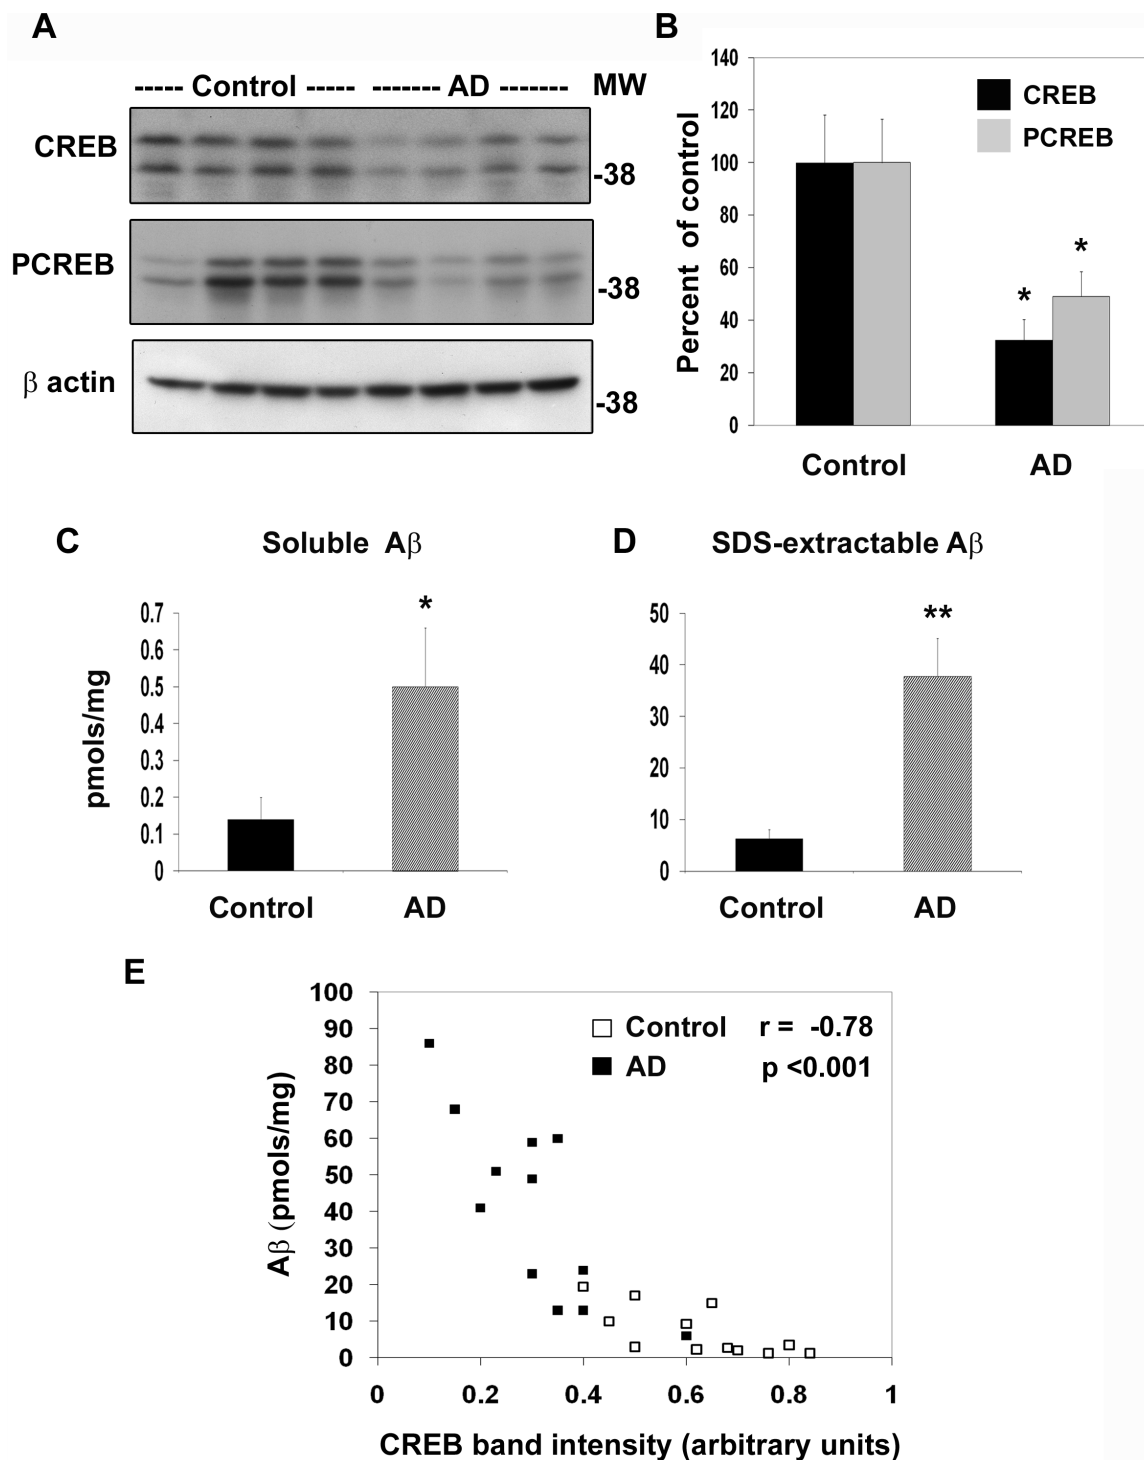 A
----- Control -----   ------- AD -------   MW
CREB
-38
PCREB
-38
β actin
-38
B
140
120
100
80
60
40
20
0
Percent of control
CREB
PCREB
*
*
Control
AD
C
Soluble Aβ
0.7
0.6
0.5
0.4
0.3
0.2
0.1
0
pmols/mg
*
Control
AD
D
SDS-extractable Aβ
50
40
30
20
10
0
**
Control
AD
E
100
90
80
70
60
50
40
30
20
10
0
Aβ (pmols/mg)
Control r = -0.78
AD p <0.001
0 0.2 0.4 0.6 0.8 1
CREB band intensity (arbitrary units)